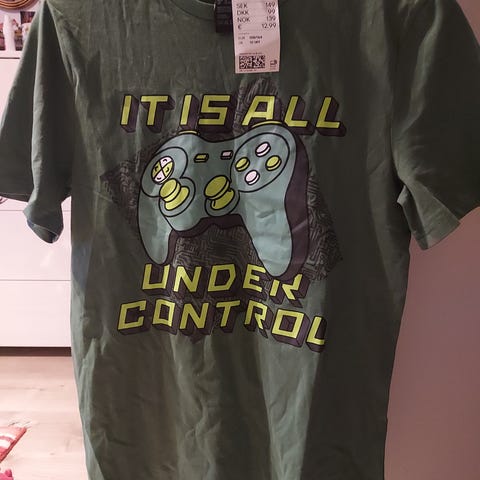 SEK 149
DKK 99
NOK 139
€ 12.99
IT IS ALL
UNDER
CONTROL